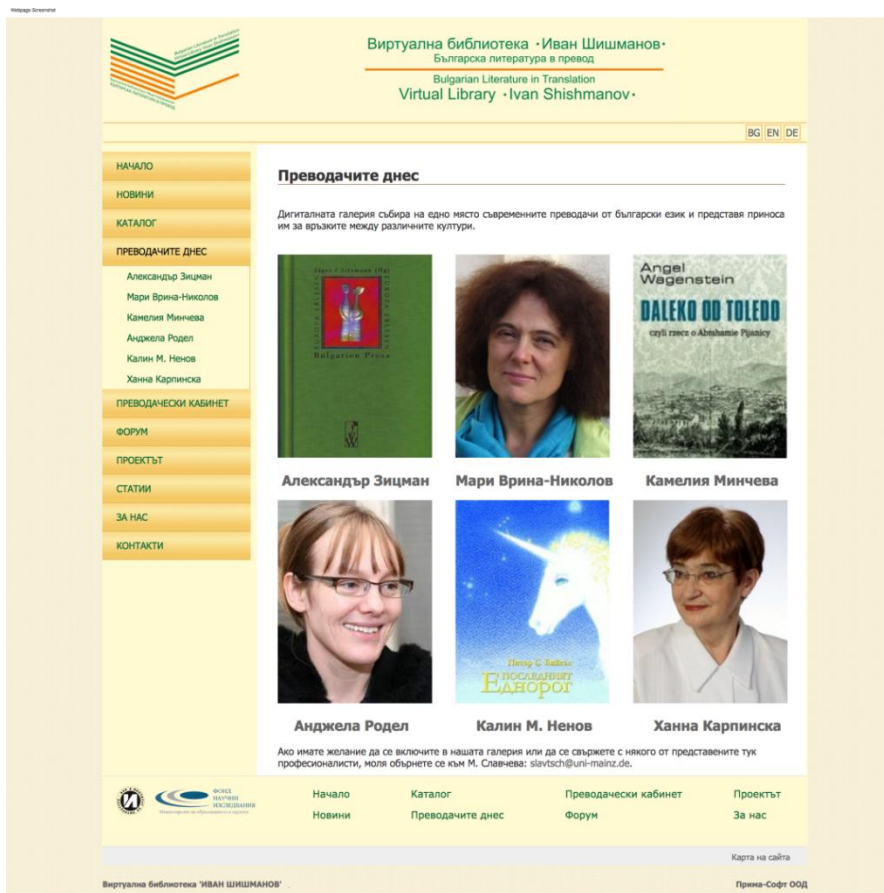 Webpage Screenshot
Виртуална библиотека ·Иван Шишманов·
Българска литература в превод
Bulgarian Literature in Translation
Virtual Library ·Ivan Shishmanov·
BG EN DE
НАЧАЛО
НОВИНИ
КАТАЛОГ
ПРЕВОДАЧИТЕ ДНЕС
Александър Зицман
Мари Врина-Николов
Камелия Минчева
Анджела Родел
Калин М. Ненов
Ханна Карпинска
ПРЕВОДАЧЕСКИ КАБИНЕТ
ФОРУМ
ПРОЕКТЪТ
СТАТИИ
ЗА НАС
КОНТАКТИ
Преводачите днес
Дигиталната галерия събира на едно място съвременните преводачи от български език и представя приноса
им за връзките между различните култури.
EUROPA ERLESEN
Bulgarian Prosa
Angel
Wagenstein
DALEKO OD TOLEDO
czyli rzecz o Abrahamie Pijanicy
Александър Зицман
Мари Врина-Николов
Камелия Минчева
Питър С. Бийгъл
ПОСЛЕДНИЯТ
ЕДНОРОГ
Анджела Родел
Калин М. Ненов
Ханна Карпинска
Ако имате желание да се включите в нашата галерия или да се свържете с някого от представените тук
професионалисти, моля обърнете се към М. Славчева: slavtsch@uni-mainz.de.
ФОНД
НАУЧНИ
ИЗСЛЕДВАНИЯ
Начало Каталог Преводачески кабинет Проектът
Новини Преводачите днес Форум За нас
Карта на сайта
Виртуална библиотека 'ИВАН ШИШМАНОВ'
Прима-Софт ООД